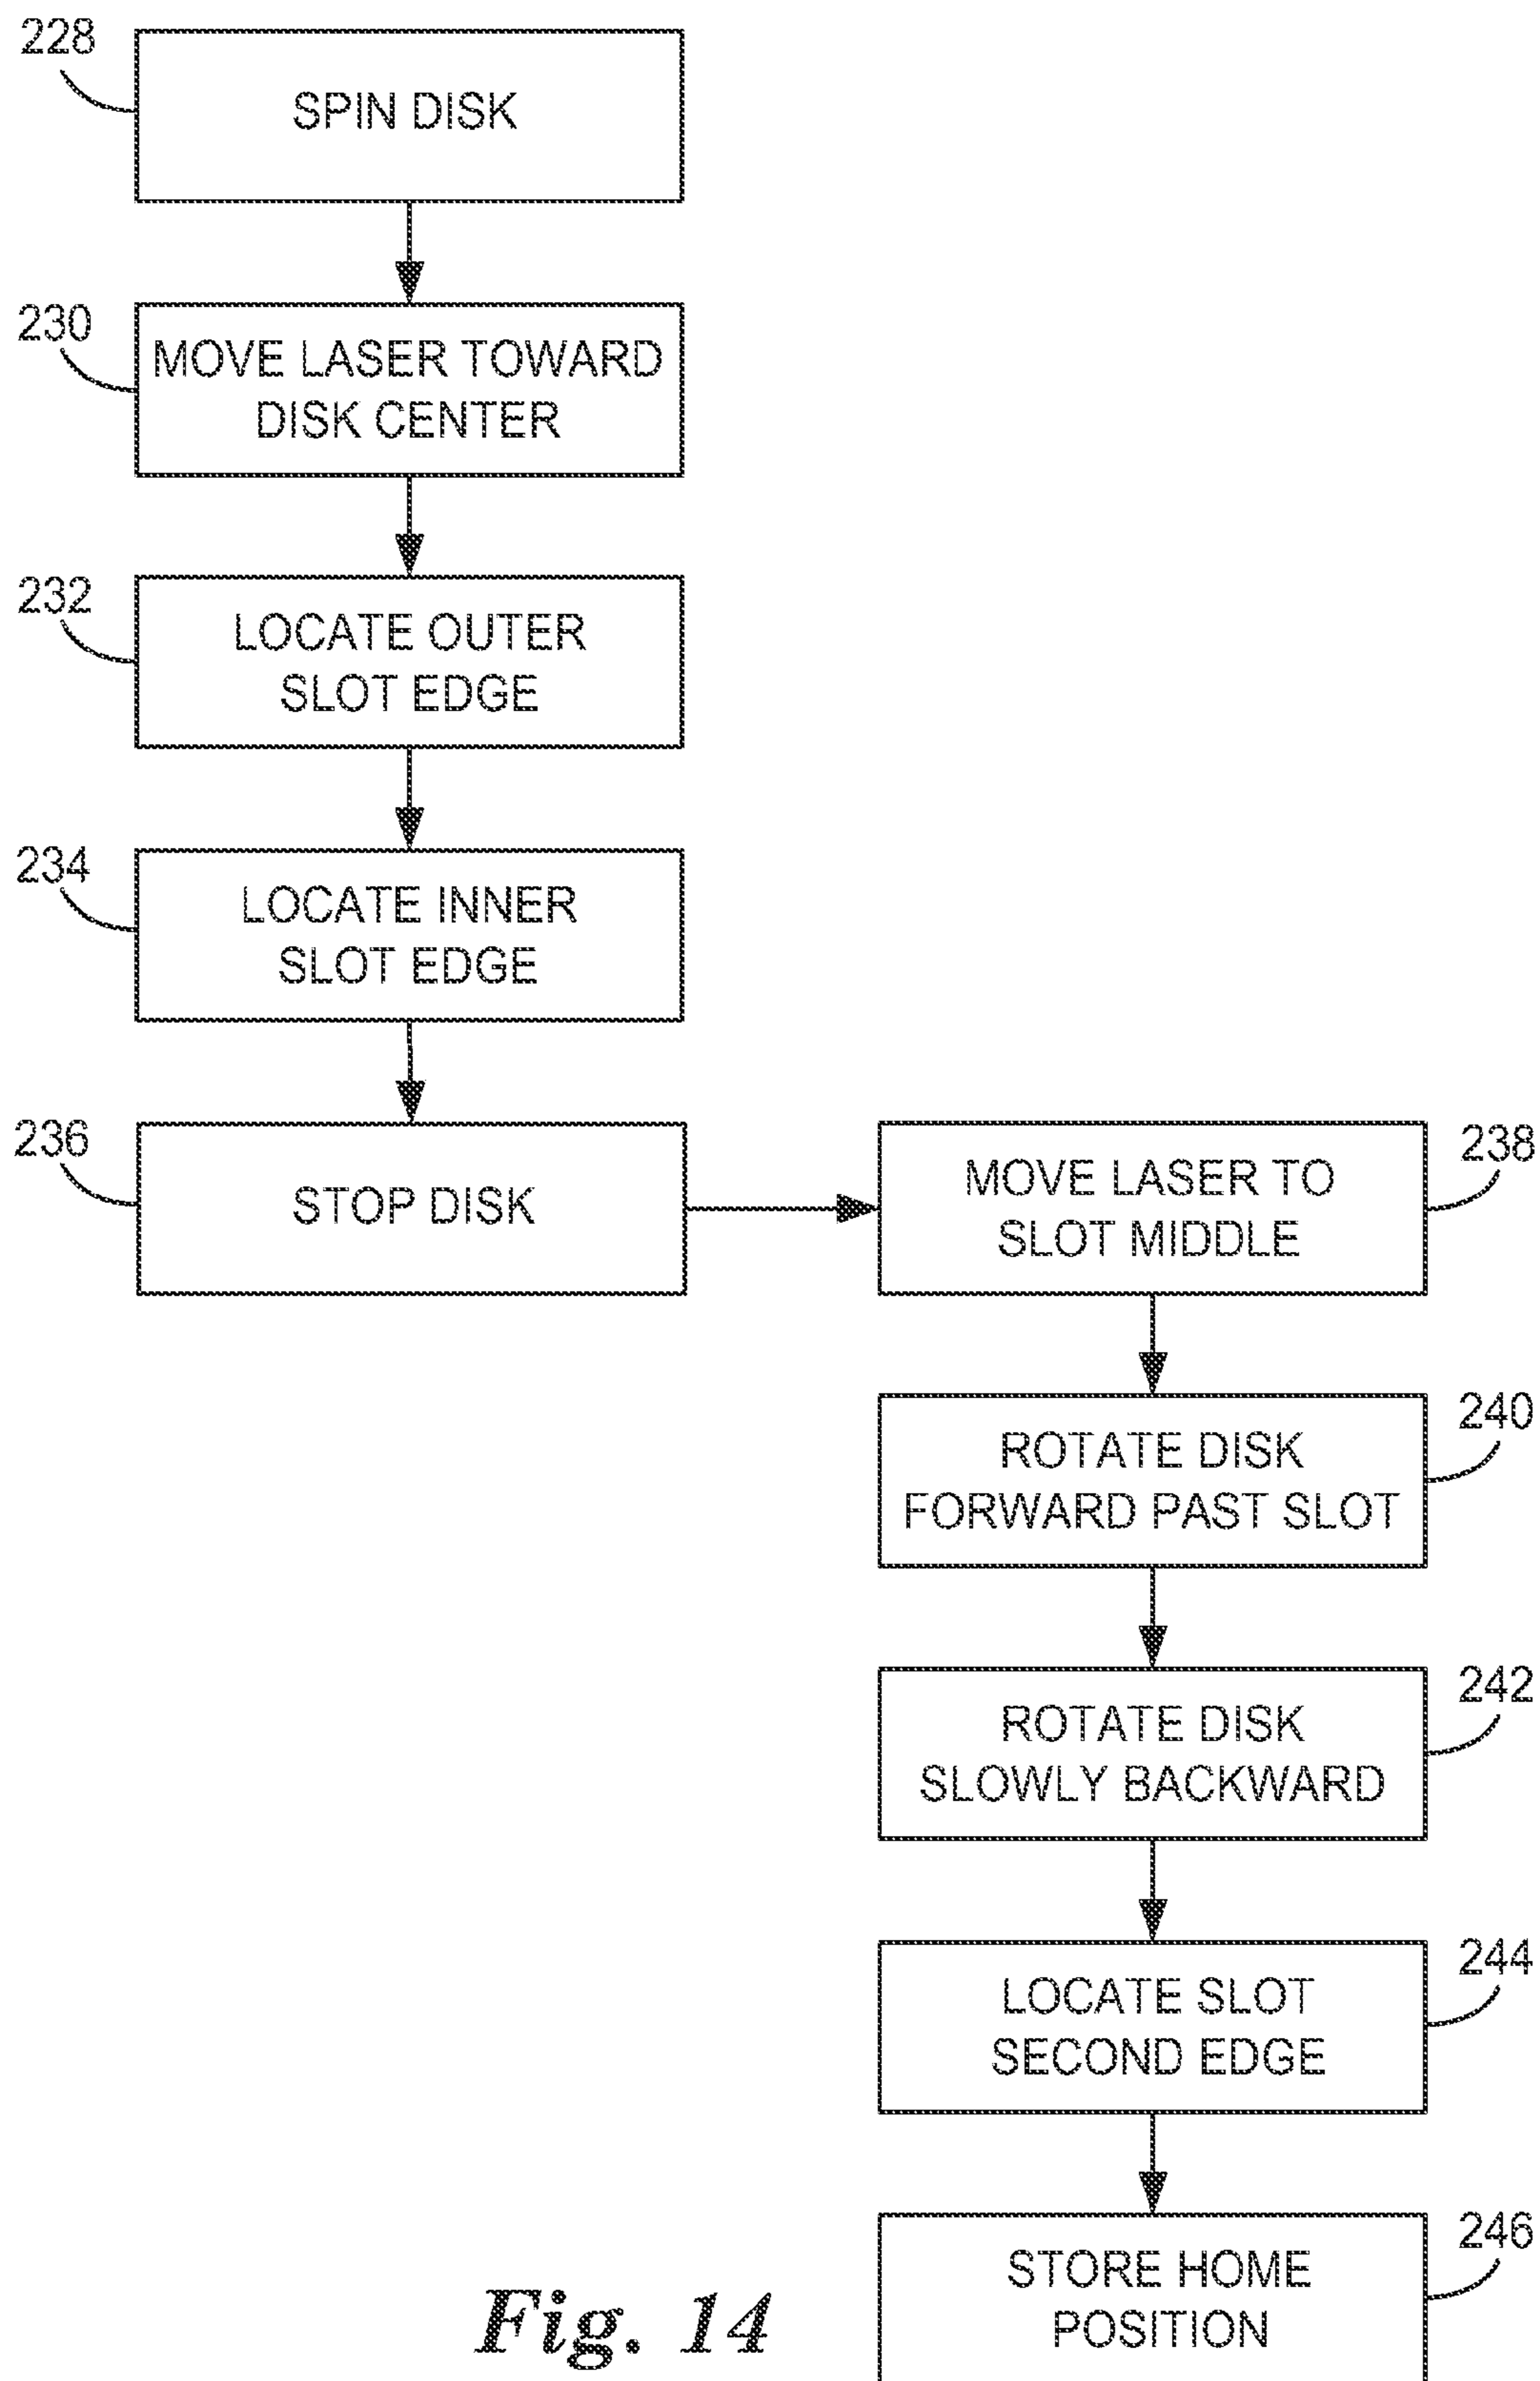 228
SPIN DISK
230
MOVE LASER TOWARD
DISK CENTER
232
LOCATE OUTER
SLOT EDGE
234
LOCATE INNER
SLOT EDGE
236
STOP DISK
238
MOVE LASER TO
SLOT MIDDLE
240
ROTATE DISK
FORWARD PAST SLOT
242
ROTATE DISK
SLOWLY BACKWARD
244
LOCATE SLOT
SECOND EDGE
246
STORE HOME
POSITION
Fig. 14